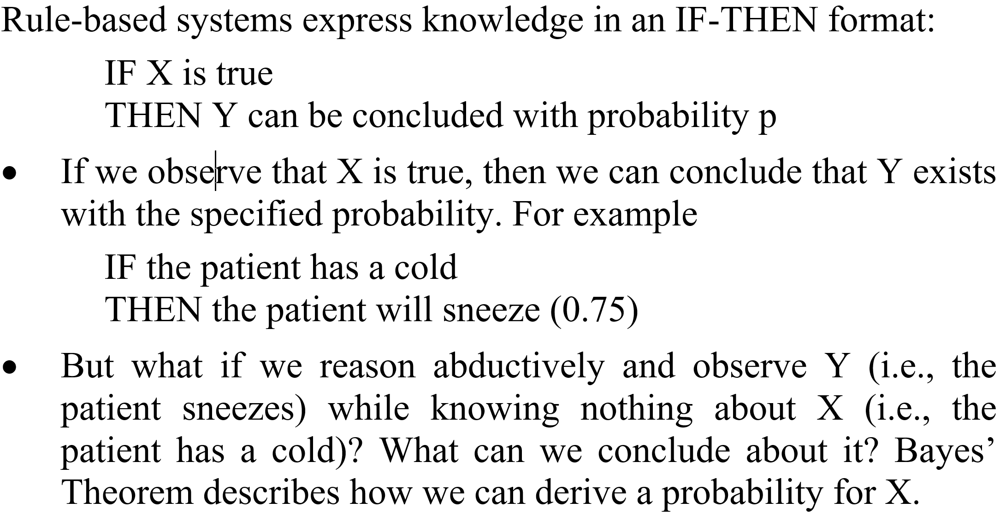 Rule-based systems express knowledge in an IF-THEN format:
IF X is true
THEN Y can be concluded with probability p
• If we observe that X is true, then we can conclude that Y exists
with the specified probability. For example
IF the patient has a cold
THEN the patient will sneeze (0.75)
• But what if we reason abductively and observe Y (i.e., the
patient sneezes) while knowing nothing about X (i.e., the
patient has a cold)? What can we conclude about it? Bayes’
Theorem describes how we can derive a probability for X.